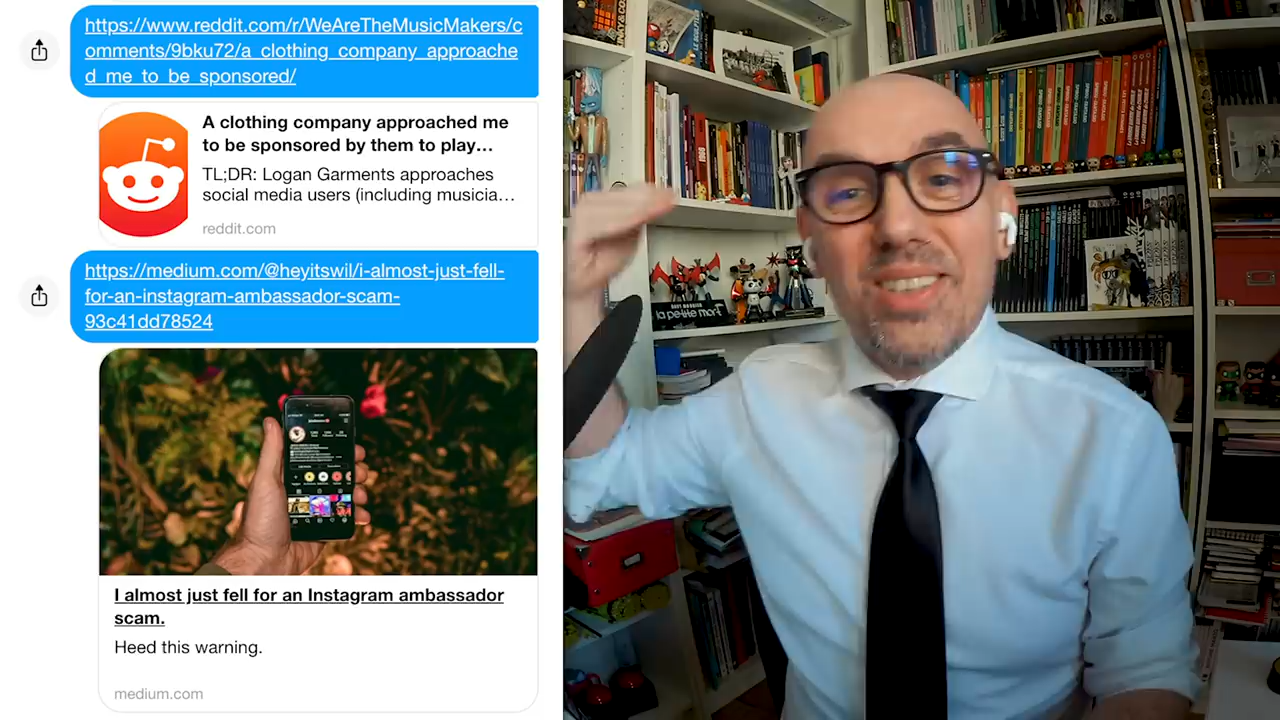 https://www.reddit.com/r/WeAreTheMusicMakers/c
omments/9bku72/a_clothing_company_approache
d_me_to_be_sponsored/
A clothing company approached me
to be sponsored by them to play…
TL;DR: Logan Garments approaches
social media users (including musicia…
reddit.com
https://medium.com/@heyitswil/i-almost-just-fell-
for-an-instagram-ambassador-scam-
93c41dd78524
I almost just fell for an Instagram ambassador
scam.
Heed this warning.
medium.com
la petite mort